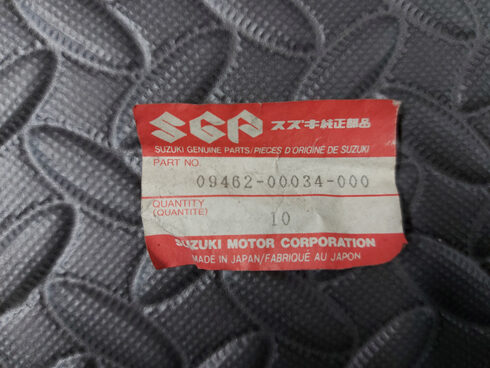 SGP スズキ純正部品
SUZUKI GENUINE PARTS/PIECES D'ORIGINE DE SUZUKI
PART NO.
09462-00034-000
QUANTITY
(QUANTITE)
10
SUZUKI MOTOR CORPORATION
MADE IN JAPAN/FABRIQUÉ AU JAPON